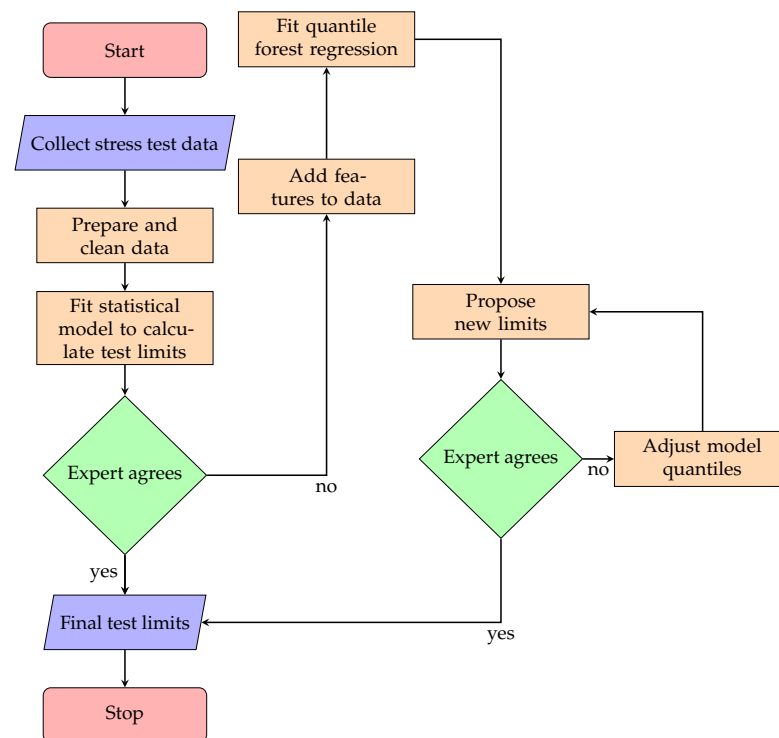 Start
Collect stress test data
Prepare and
clean data
Fit statistical
model to calcu-
late test limits
Expert agrees
no
yes
Final test limits
Stop
Add fea-
tures to data
Fit quantile
forest regression
Propose
new limits
Expert agrees
no
Adjust model
quantiles
yes